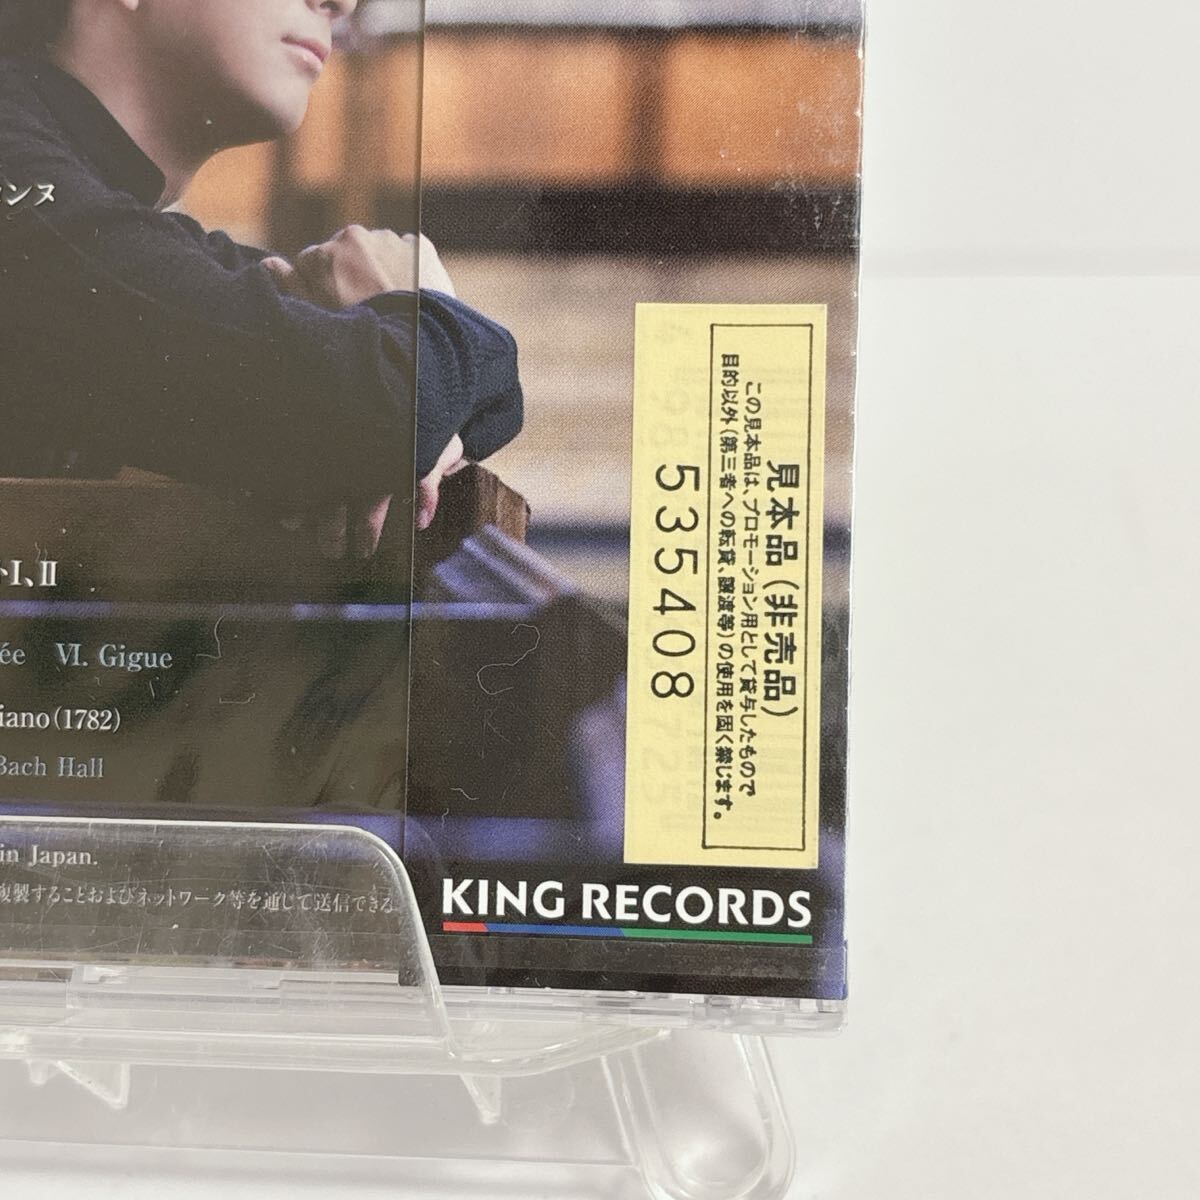 ンヌ
I、II
ée VI. Gigue
iano(1782)
Bach Hall
in Japan.
複製することおよびネットワーク等を通じて送信できる
見本品(非売品)
この見本品は、プロモーション用として貸与したもので
目的以外(第三者への転貸、譲渡等)の使用を固く禁じます。
535408
KING RECORDS